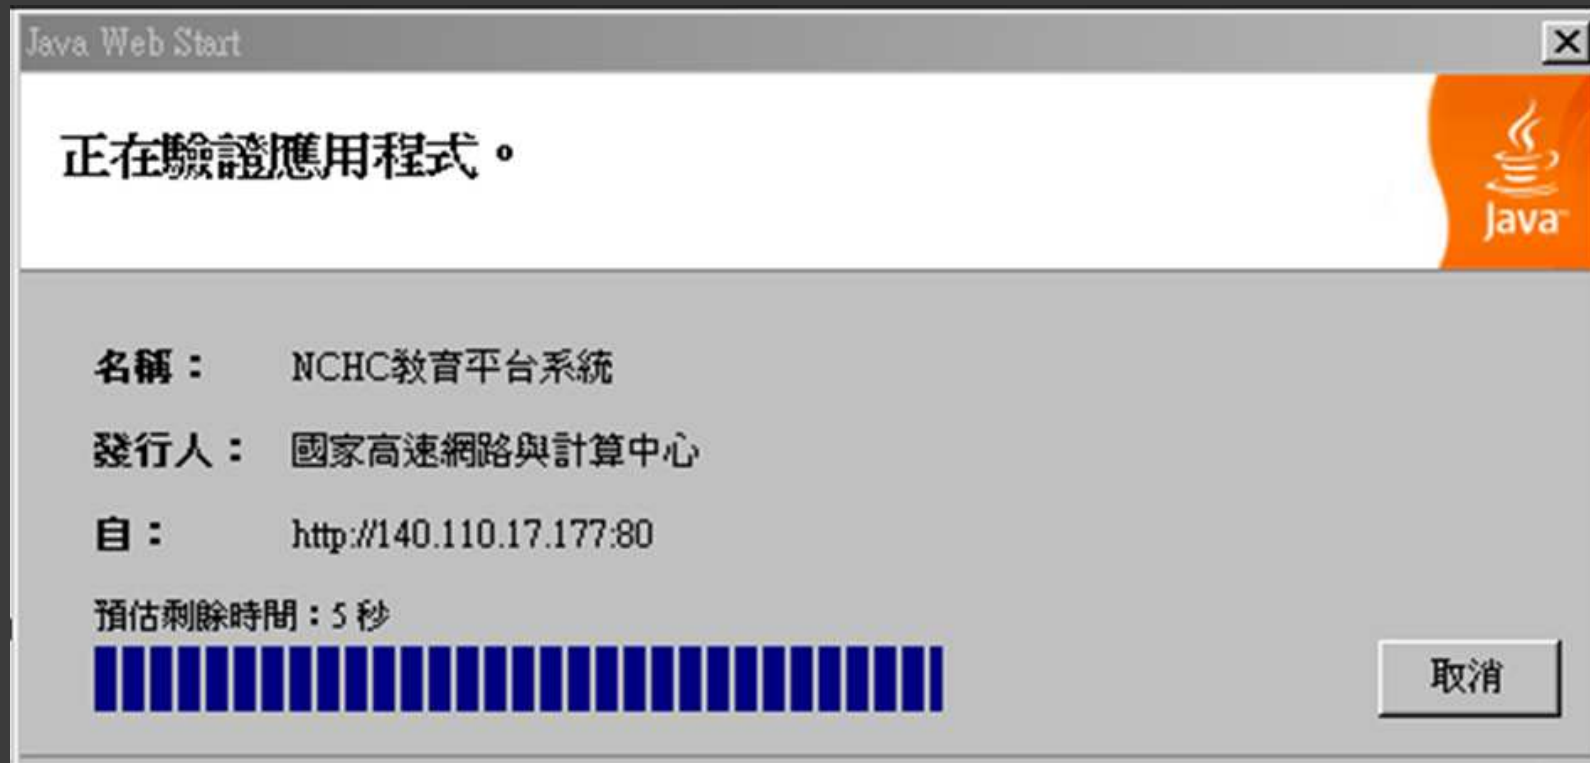 Java Web Start
正在驗證應用程式。
Java
名稱： NCHC教育平台系統
發行人： 國家高速網路與計算中心
自： http://140.110.17.177:80
預估剩餘時間：5 秒
取消